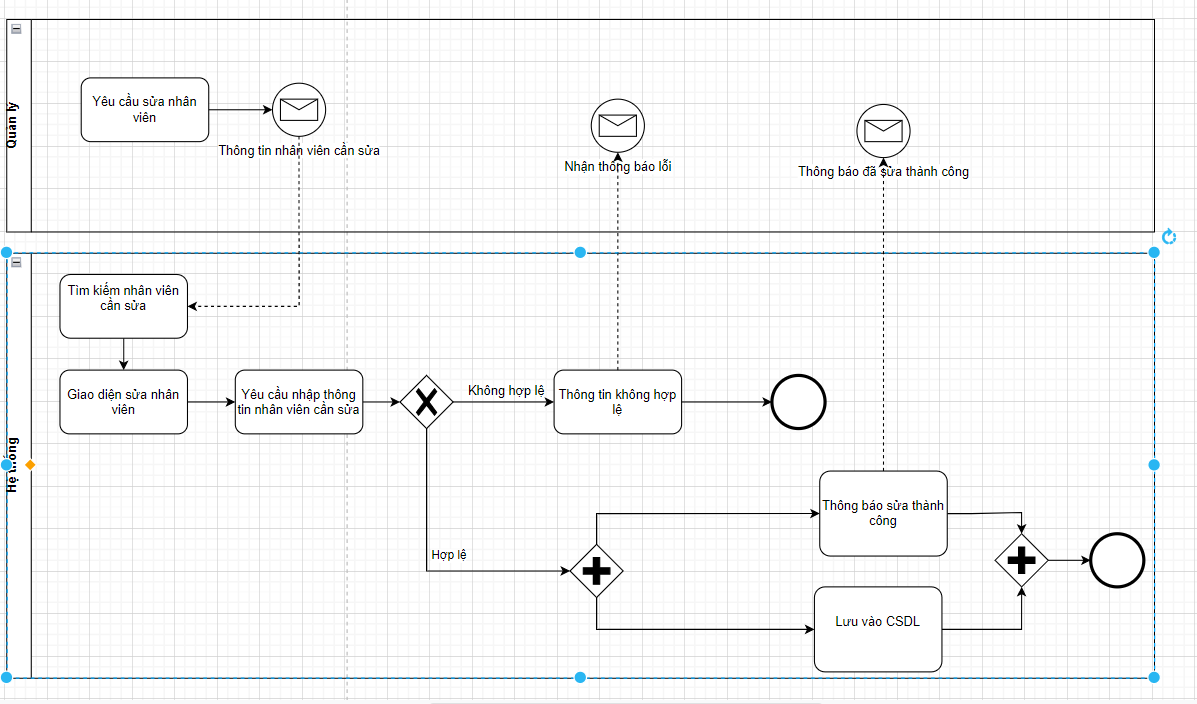 Quản lý
Yêu cầu sửa nhân
viên
Thông tin nhân viên cần sửa
Nhận thông báo lỗi
Thông báo đã sửa thành công
Hệ thống
Tìm kiếm nhân viên
cần sửa
Giao diện sửa nhân
viên
Yêu cầu nhập thông
tin nhân viên cần sửa
Không hợp lệ
Thông tin không hợp
lệ
Hợp lệ
Thông báo sửa thành
công
Lưu vào CSDL